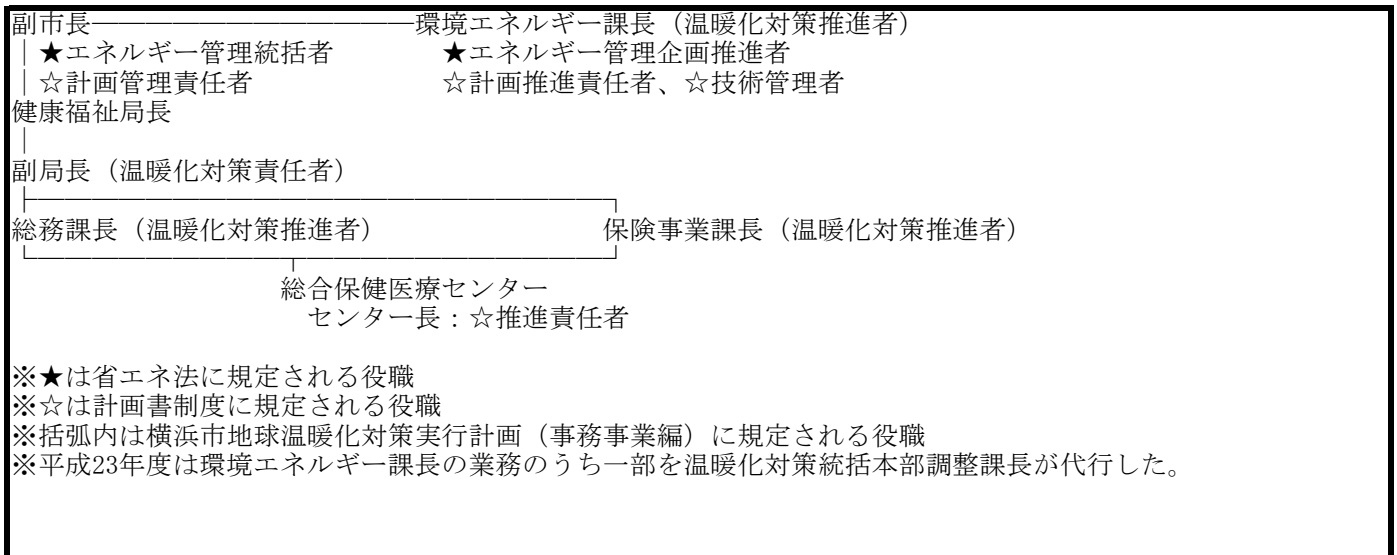 副市長────────────環境エネルギー課長（温暖化対策推進者）
│★エネルギー管理統括者　　　　★エネルギー管理企画推進者
│☆計画管理責任者　　　　　　　☆計画推進責任者、☆技術管理者
健康福祉局長
│
副局長（温暖化対策責任者）
├─────────────────────┐
総務課長（温暖化対策推進者）　　　　　　　　　保険事業課長（温暖化対策推進者）
└─────────┬───────────┘
総合保健医療センター
センター長：☆推進責任者
※★は省エネ法に規定される役職
※☆は計画書制度に規定される役職
※括弧内は横浜市地球温暖化対策実行計画（事務事業編）に規定される役職
※平成23年度は環境エネルギー課長の業務のうち一部を温暖化対策統括本部調整課長が代行した。